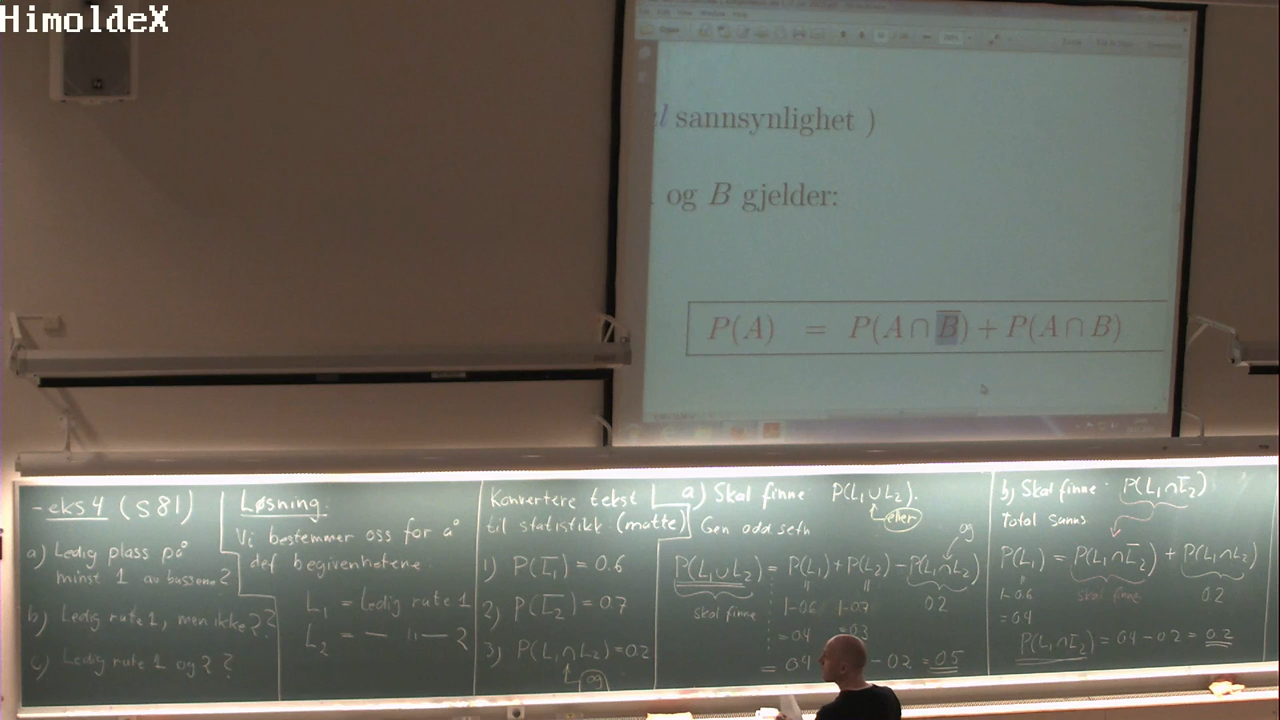 HimoldeX
sannsynlighet )
og B gjelder:
P(A) = P(A ∩ B̅) + P(A ∩ B)
- eks 4 (S 81)
a) Ledig plass på
minst 1 av bussene?
b) Ledig rute 1, men ikke 2?
c) Ledig rute 1 og 2?
Løsning:
Vi bestemmer oss for å
def begivenhetene:
L₁ = Ledig rute 1
L₂ = — 11 — 2
Konvertere tekst
til statistikk (matte)
1) P(L̅₁) = 0.6
2) P(L̅₂) = 0.7
3) P(L₁ ∩ L₂) = 0.2
og
a) Skal finne P(L₁ ∪ L₂).
eller
Gen add setn
og
P(L₁ ∪ L₂) = P(L₁) + P(L₂) - P(L₁ ∩ L₂)
skal finne
1-0.6 1-0.7 0.2
=0.4 =0.3
= 0.4 - 0.2 = 0.5
b) Skal finne: P(L₁ ∩ L̅₂)
Total sanns
P(L₁) = P(L₁ ∩ L̅₂) + P(L₁ ∩ L₂)
1-0.6 skal finne 0.2
=0.4
P(L₁ ∩ L̅₂) = 0.4 - 0.2 = 0.2